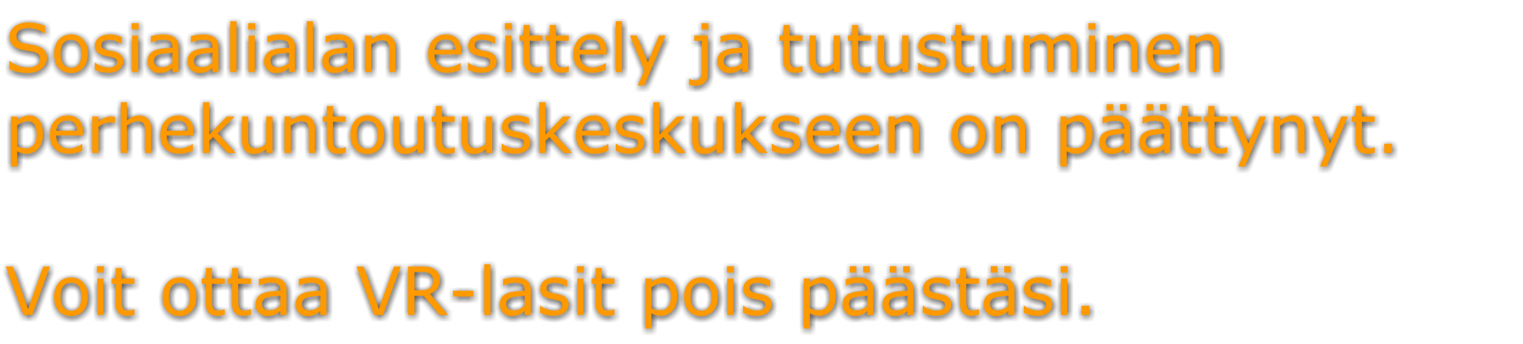 Sosiaalialan esittely ja tutustuminen
perhekuntoutuskeskukseen on päättynyt.
Voit ottaa VR-lasit pois päästäsi.